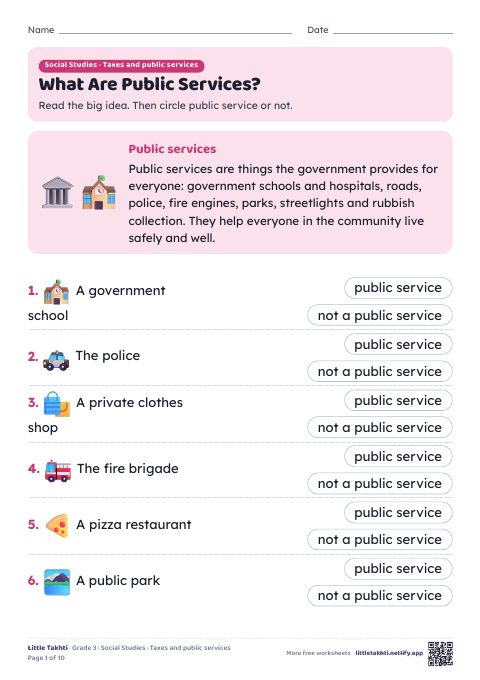 Name Date
Social Studies · Taxes and public services
What Are Public Services?
Read the big idea. Then circle public service or not.
Public services
Public services are things the government provides for
everyone: government schools and hospitals, roads,
police, fire engines, parks, streetlights and rubbish
collection. They help everyone in the community live
safely and well.
1. A government
school
public service
not a public service
2. The police
public service
not a public service
3. A private clothes
shop
public service
not a public service
4. The fire brigade
public service
not a public service
5. A pizza restaurant
public service
not a public service
6. A public park
public service
not a public service
Little Takhti · Grade 3 · Social Studies · Taxes and public services
Page 1 of 10
More free worksheets littletakhti.netlify.app